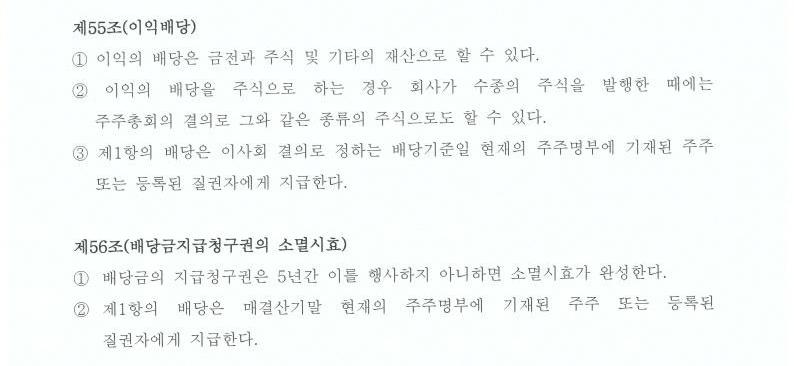 제55조(이익배당)
① 이익의 배당은 금전과 주식 및 기타의 재산으로 할 수 있다.
② 이익의 배당을 주식으로 하는 경우 회사가 수종의 주식을 발행한 때에는
주주총회의 결의로 그와 같은 종류의 주식으로도 할 수 있다.
③ 제1항의 배당은 이사회 결의로 정하는 배당기준일 현재의 주주명부에 기재된 주주
또는 등록된 질권자에게 지급한다.
제56조(배당금지급청구권의 소멸시효)
① 배당금의 지급청구권은 5년간 이를 행사하지 아니하면 소멸시효가 완성한다.
② 제1항의 배당은 매결산기말 현재의 주주명부에 기재된 주주 또는 등록된
질권자에게 지급한다.